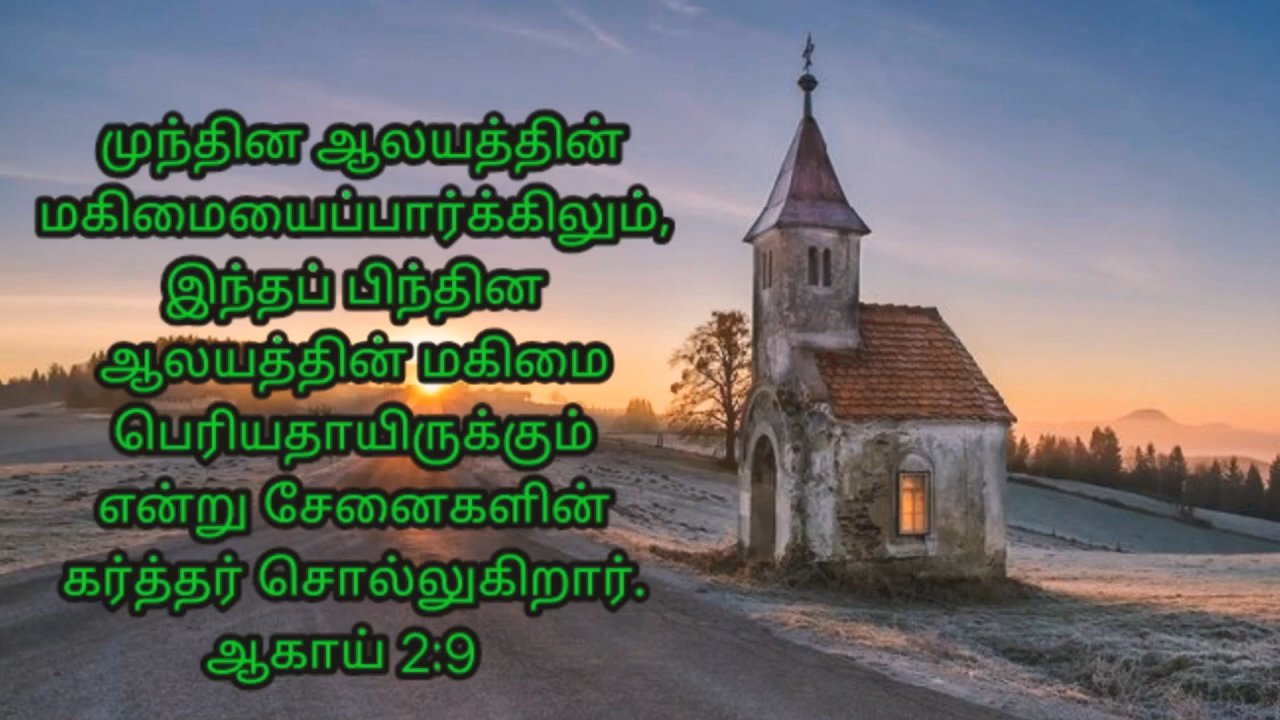 முந்தின ஆலயத்தின்
மகிமையைப்பார்க்கிலும்,
இந்தப் பிந்தின
ஆலயத்தின் மகிமை
பெரியதாயிருக்கும்
என்று சேனைகளின்
கர்த்தர் சொல்லுகிறார்.
ஆகாய் 2:9